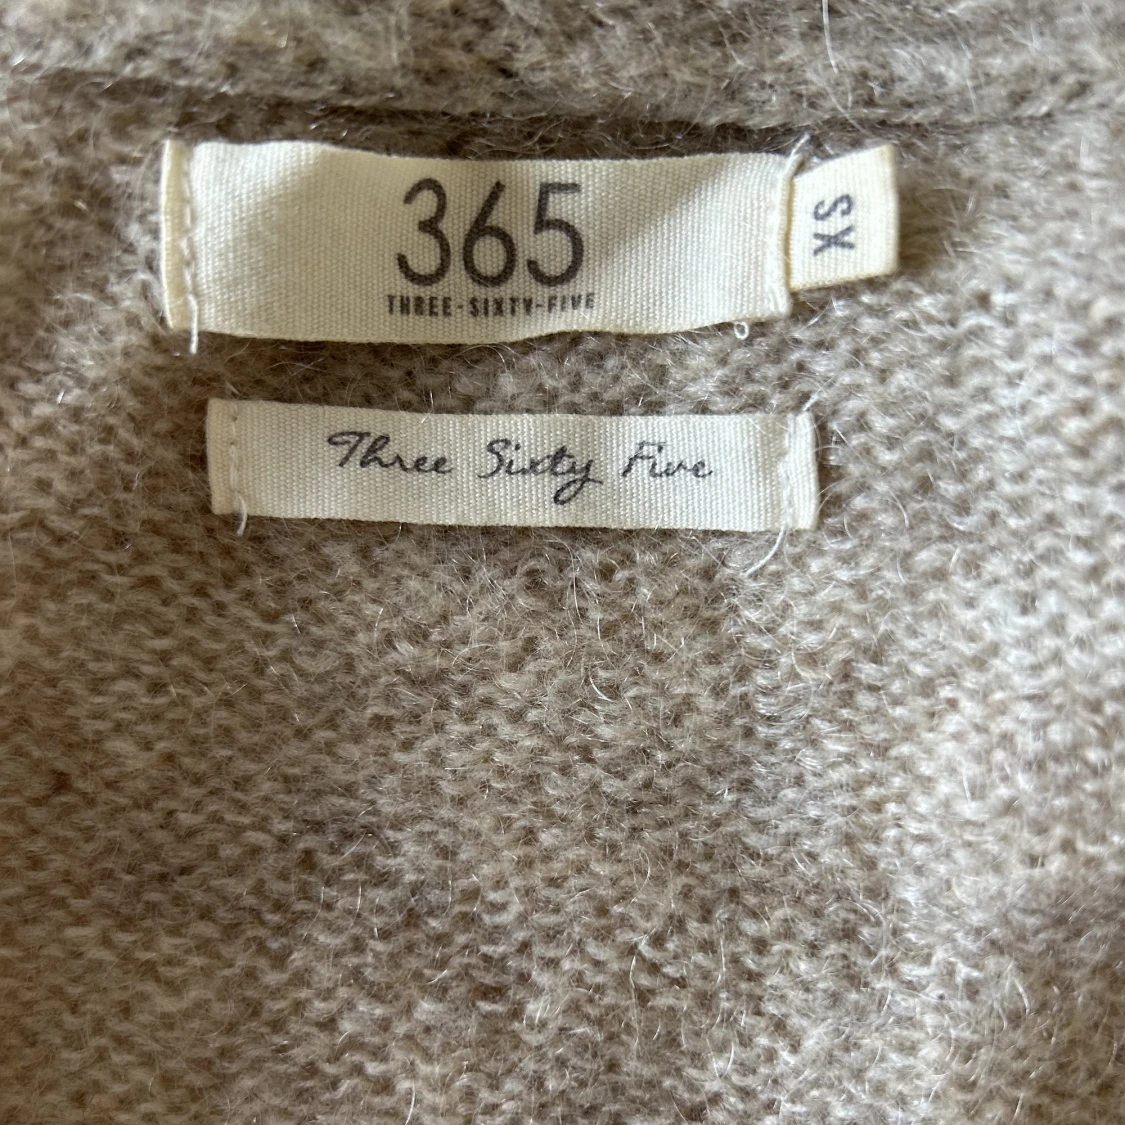 365
THREE-SIXTY-FIVE
XS
Three Sixty Five